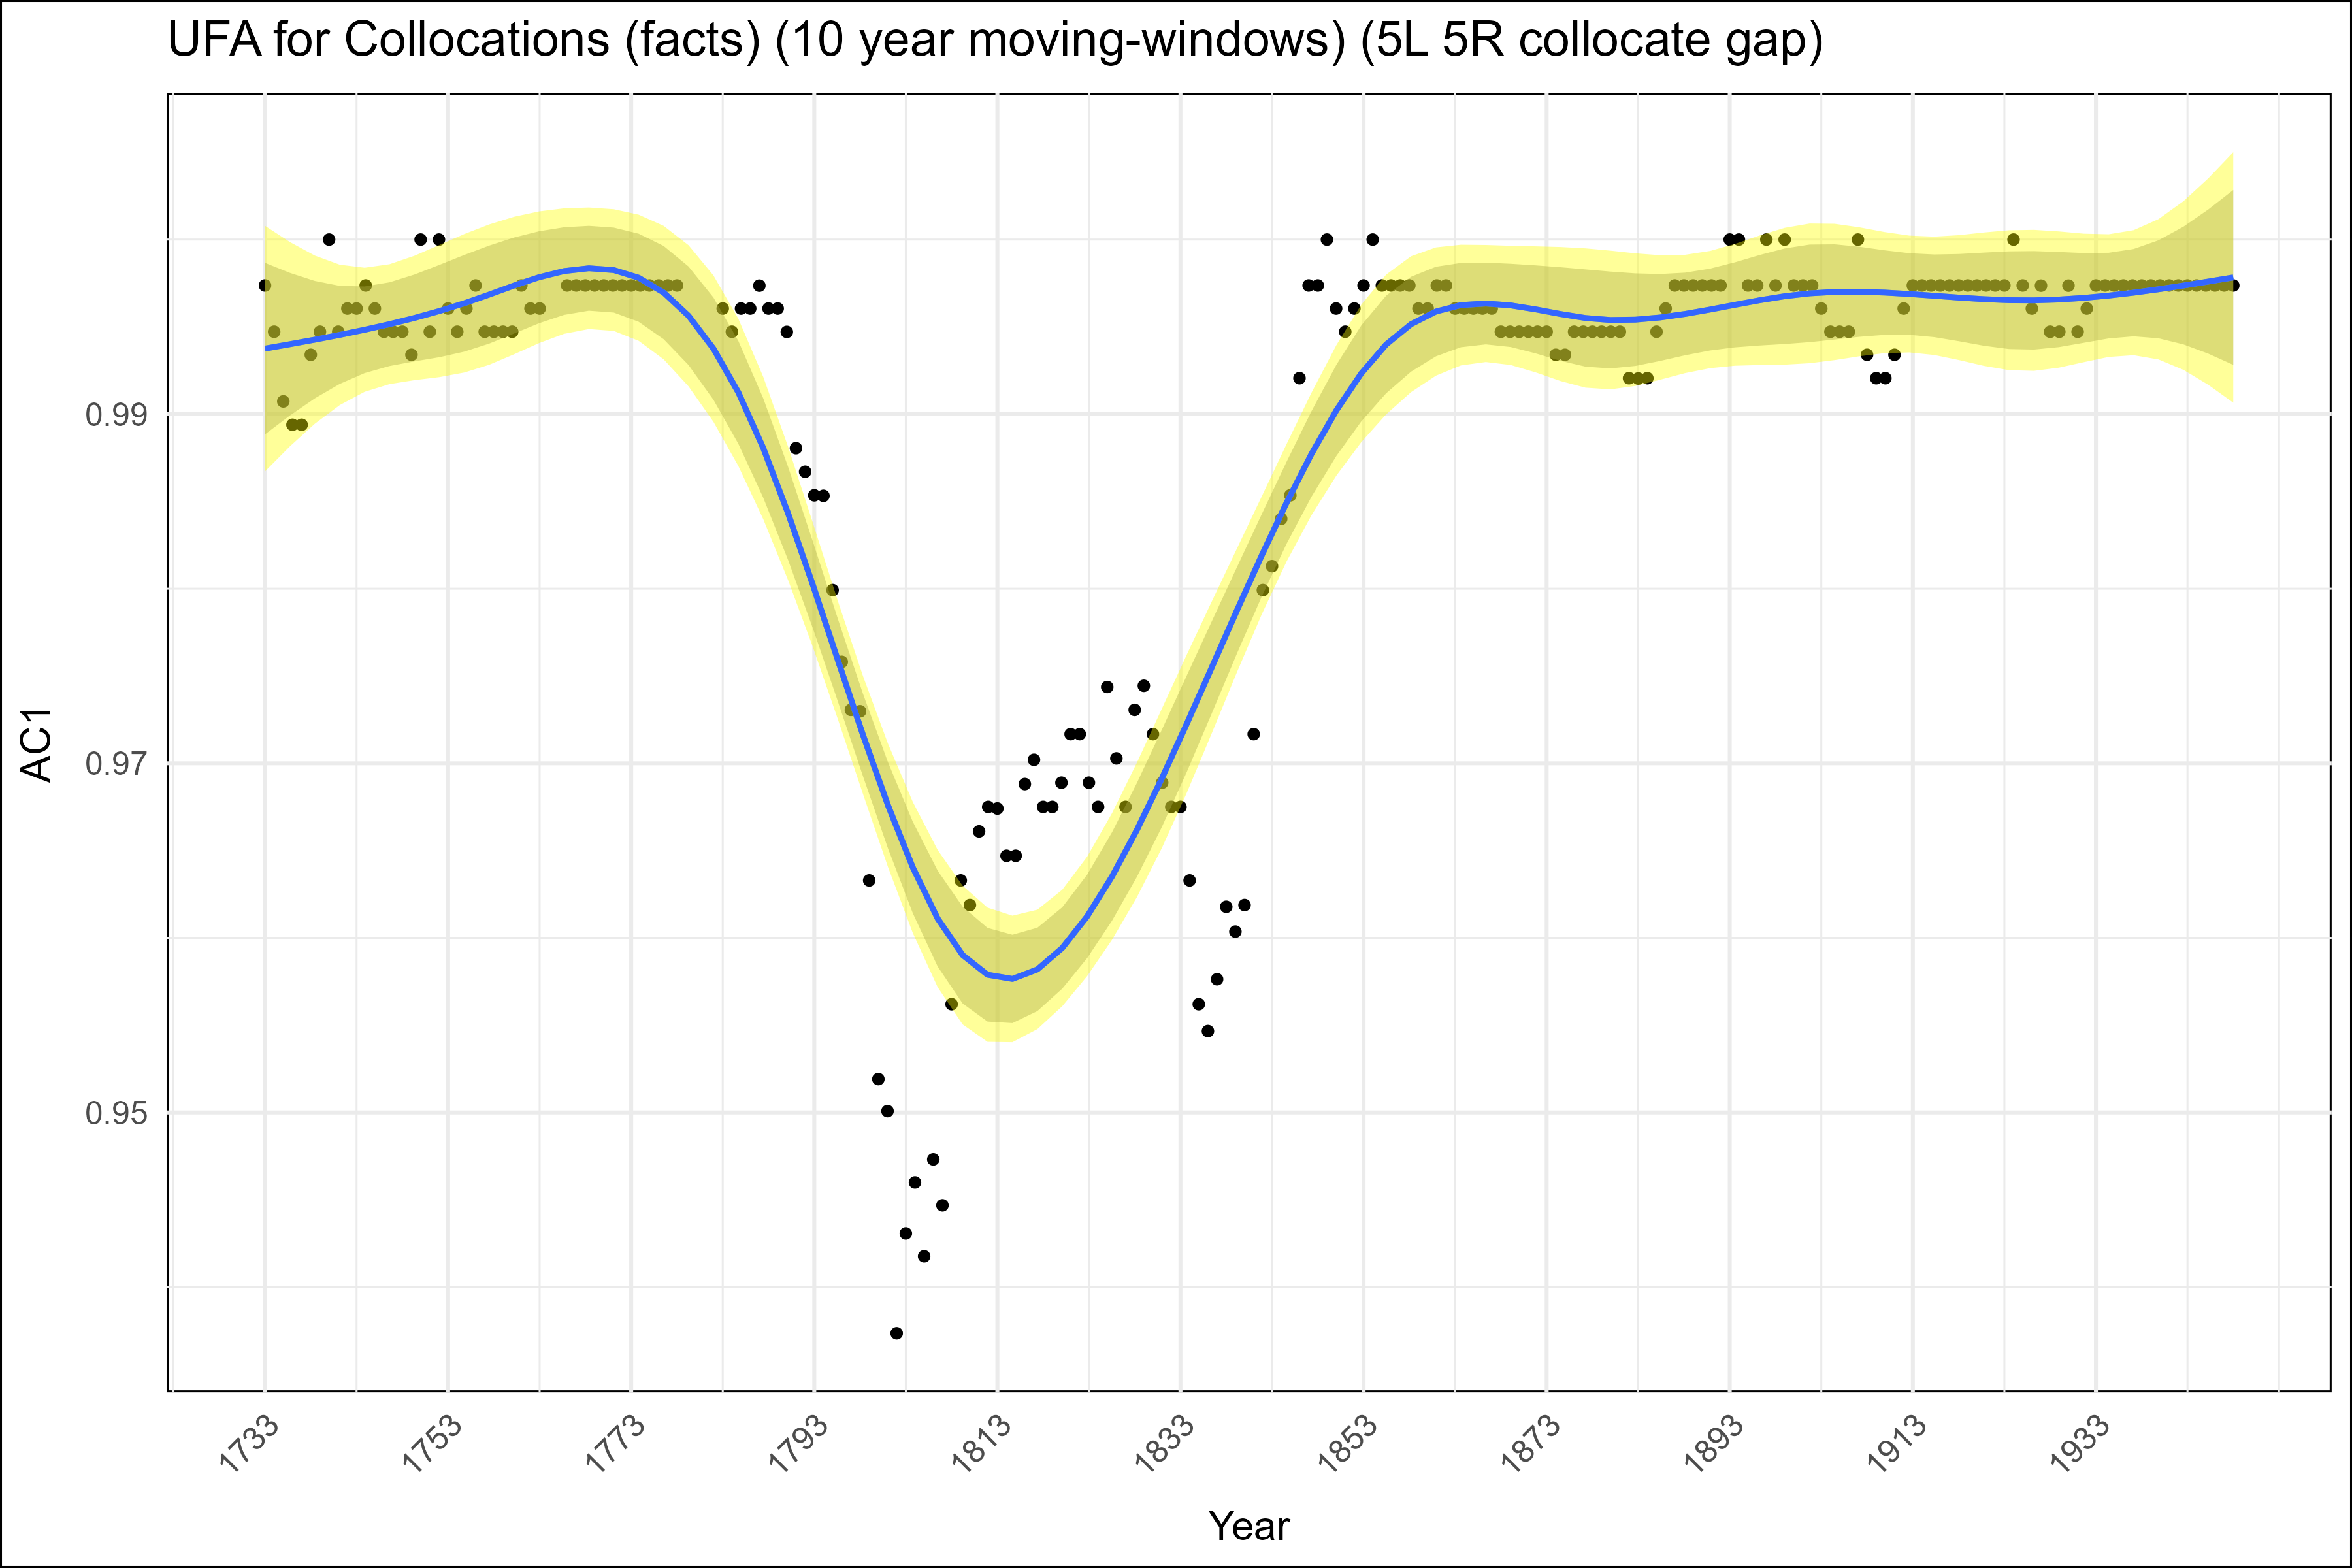 UFA for Collocations (facts) (10 year moving-windows) (5L 5R collocate gap)
AC1
0.99
0.97
0.95
1733 1753 1773 1793 1813 1833 1853 1873 1893 1913 1933
Year